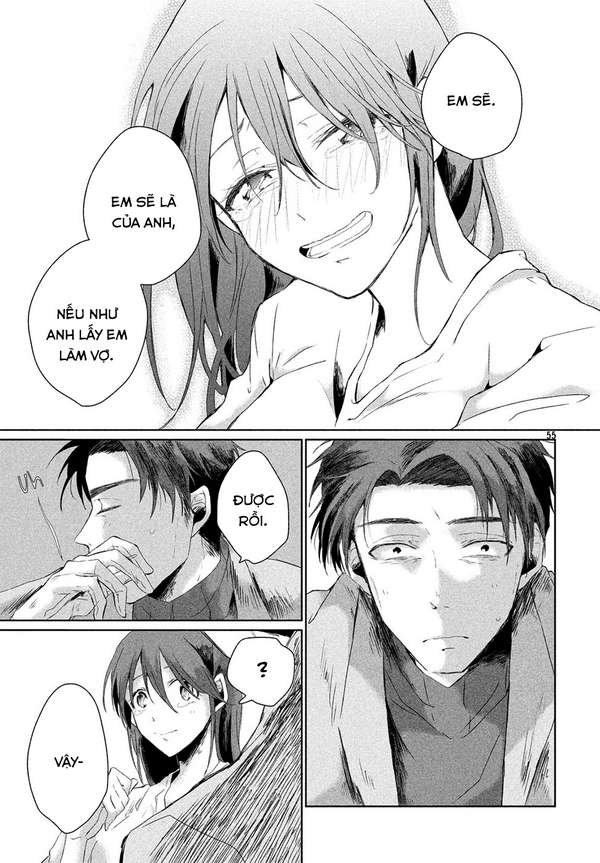 EM SẼ.
EM SẼ LÀ
CỦA ANH,
NẾU NHƯ
ANH LẤY EM
LÀM VỢ.
55
UH
ĐƯỢC
RỒI.
?
VẬY-